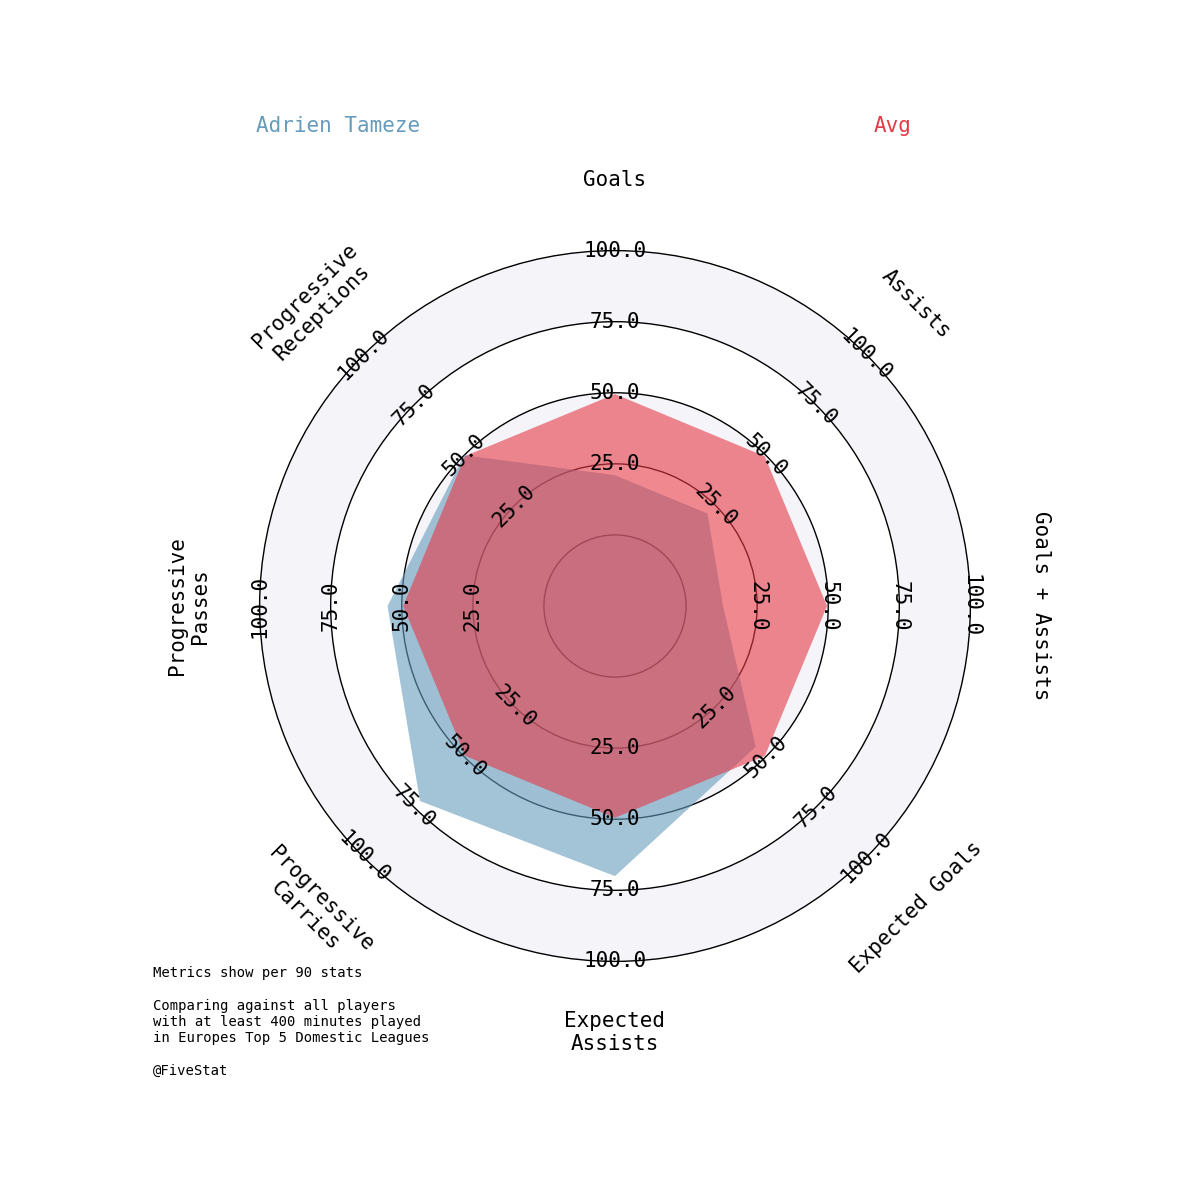 Adrien Tameze
Avg
Goals
Assists
Goals + Assists
Expected Goals
Expected
Assists
Progressive
Carries
Progressive
Passes
Progressive
Receptions
25.0
50.0
75.0
100.0
25.0
50.0
75.0
100.0
25.0
50.0
75.0
100.0
25.0
50.0
75.0
100.0
25.0
50.0
75.0
100.0
25.0
50.0
75.0
100.0
25.0
50.0
75.0
100.0
25.0
50.0
75.0
100.0
Metrics show per 90 stats
Comparing against all players
with at least 400 minutes played
in Europes Top 5 Domestic Leagues
@FiveStat